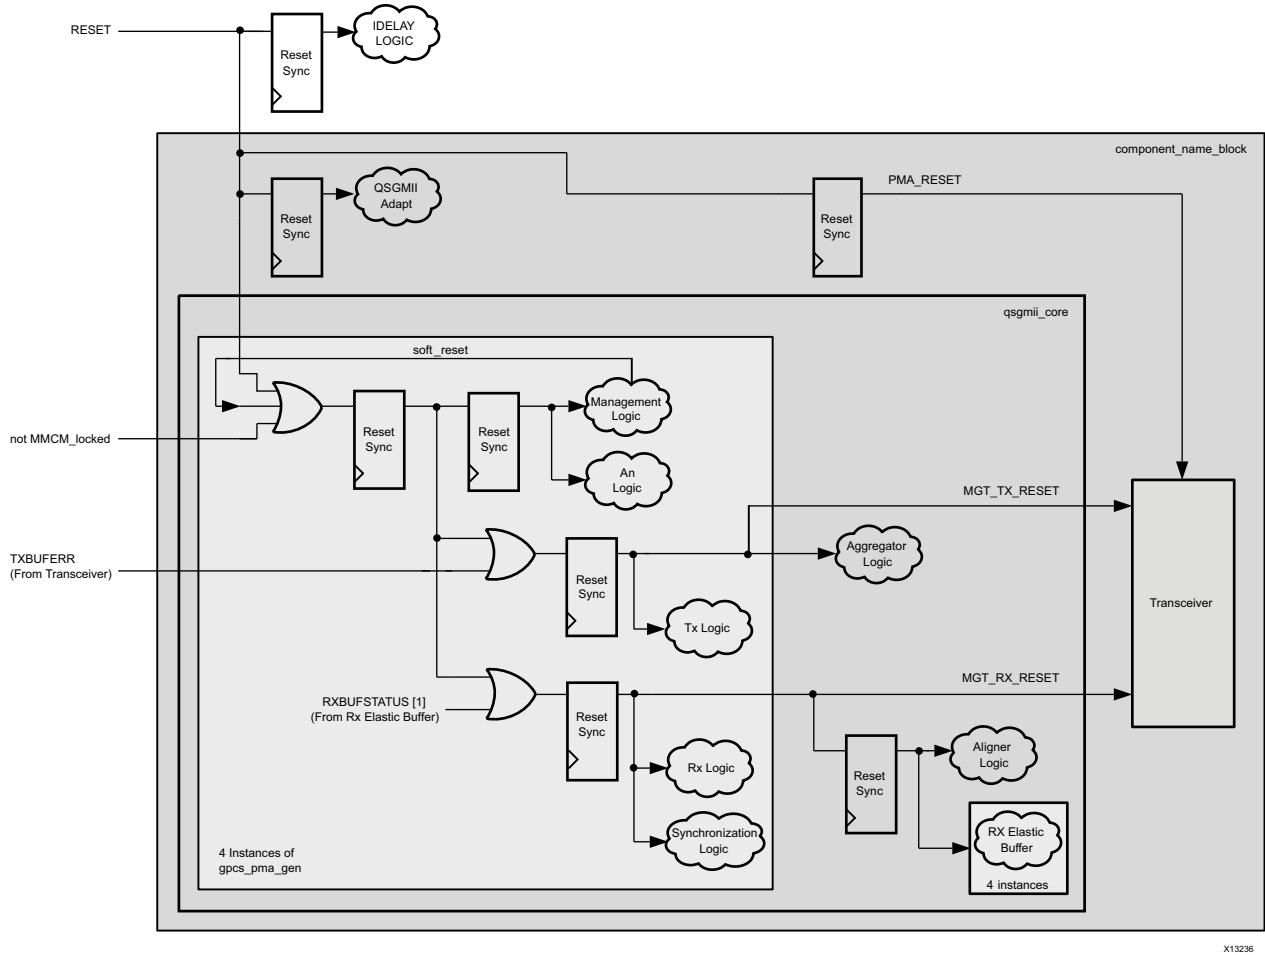 RESET
Reset
Sync
IDELAY
LOGIC
component_name_block
Reset
Sync
QSGMII
Adapt
Reset
Sync
PMA_RESET
qsgmii_core
soft_reset
not MMCM_locked
Reset
Sync
Reset
Sync
Management
Logic
An
Logic
MGT_TX_RESET
TXBUFERR
(From Transceiver)
Reset
Sync
Aggregator
Logic
Tx Logic
Transceiver
RXBUFSTATUS [1]
(From Rx Elastic Buffer)
Reset
Sync
MGT_RX_RESET
Rx Logic
Synchronization
Logic
Reset
Sync
Aligner
Logic
RX Elastic
Buffer
4 instances
4 Instances of
gpcs_pma_gen
X13236